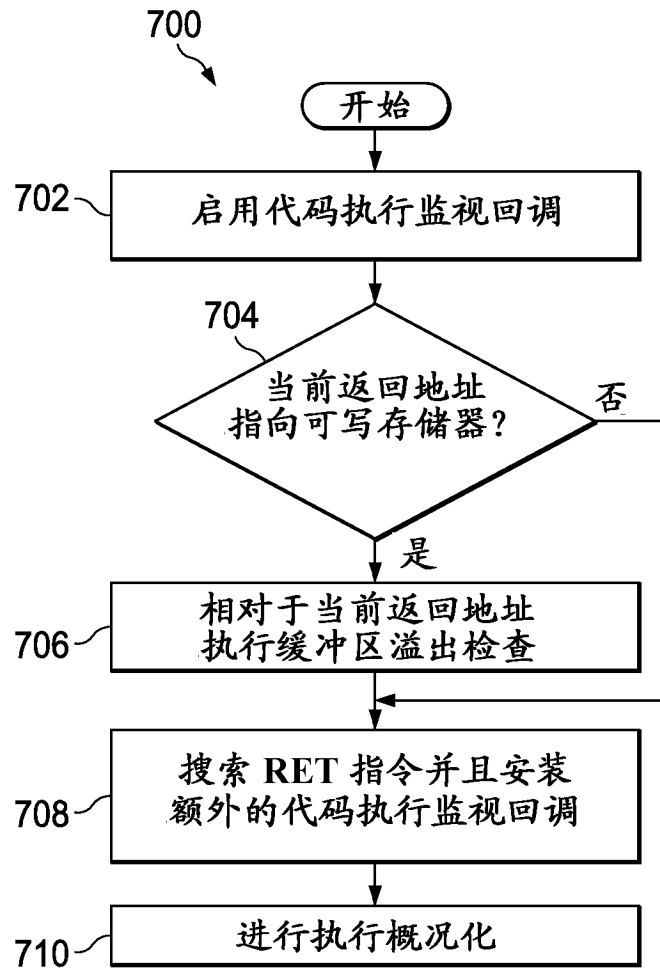 700
开始
702
启用代码执行监视回调
704
当前返回地址
指向可写存储器?
否
是
706
相对于当前返回地址
执行缓冲区溢出检查
708
搜索 RET 指令并且安装
额外的代码执行监视回调
710
进行执行概况化